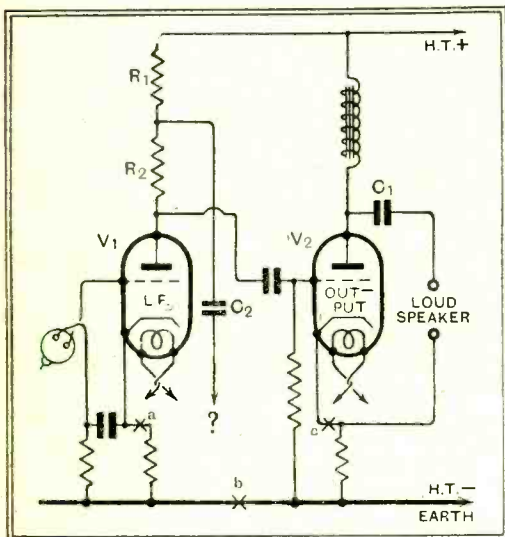 H.T.+
R1
R2
C1
V1
V2
L.F.
C2
OUT-
PUT
LOUD
SPEAKER
a
?
c
b
H.T.-
EARTH